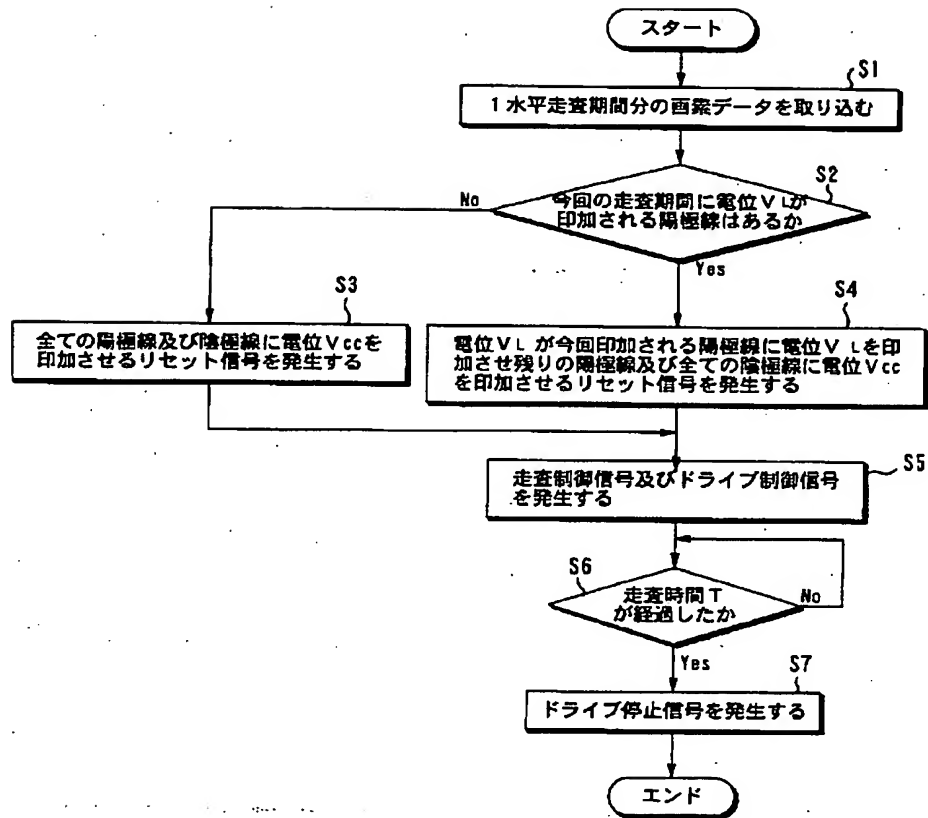 スタート
S1
1水平走査期間分の画素データを取り込む
S2
今回の走査期間に電位VLが
印加される陽極線はあるか
No
Yes
S3
全ての陽極線及び陰極線に電位Vccを
印加させるリセット信号を発生する
S4
電位VLが今回印加される陽極線に電位VLを印
加させ残りの陽極線及び全ての陰極線に電位Vcc
を印加させるリセット信号を発生する
S5
走査制御信号及びドライブ制御信号
を発生する
S6
走査時間T
が経過したか
No
Yes
S7
ドライブ停止信号を発生する
エンド